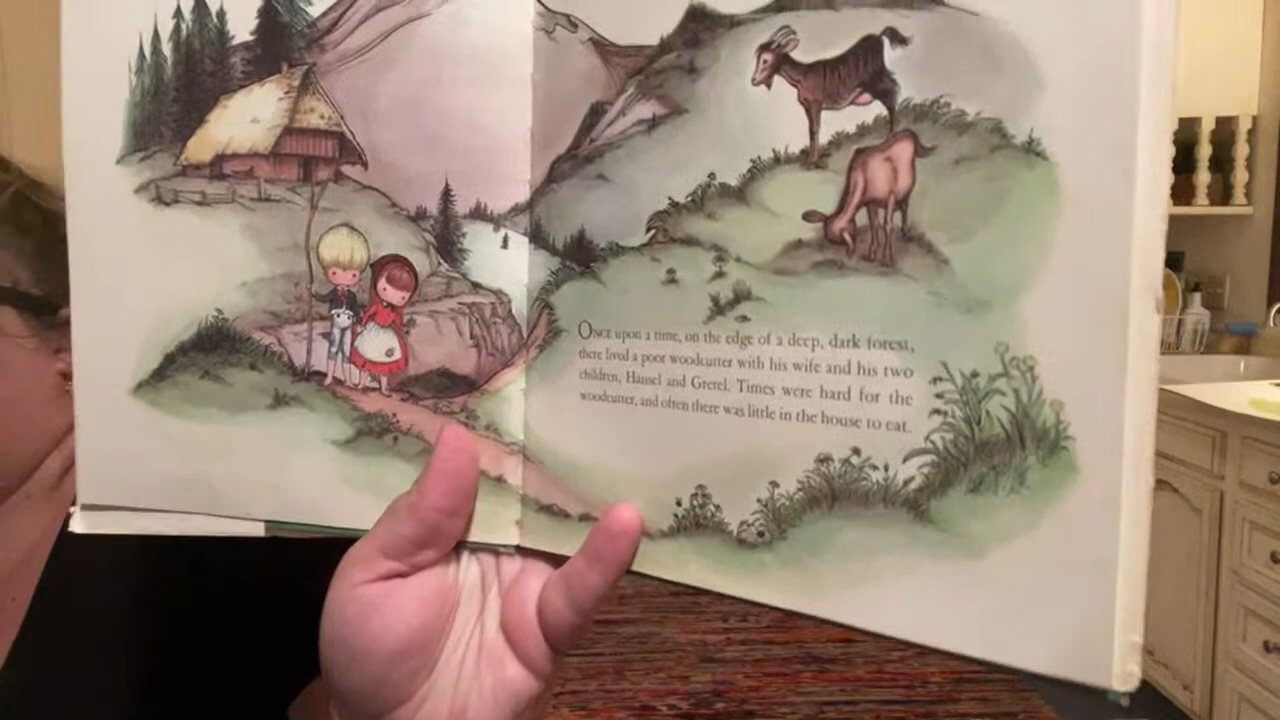 ONCE upon a time, on the edge of a deep, dark forest,
there lived a poor woodcutter with his wife and his two
children, Hansel and Gretel. Times were hard for the
woodcutter, and often there was little in the house to eat.